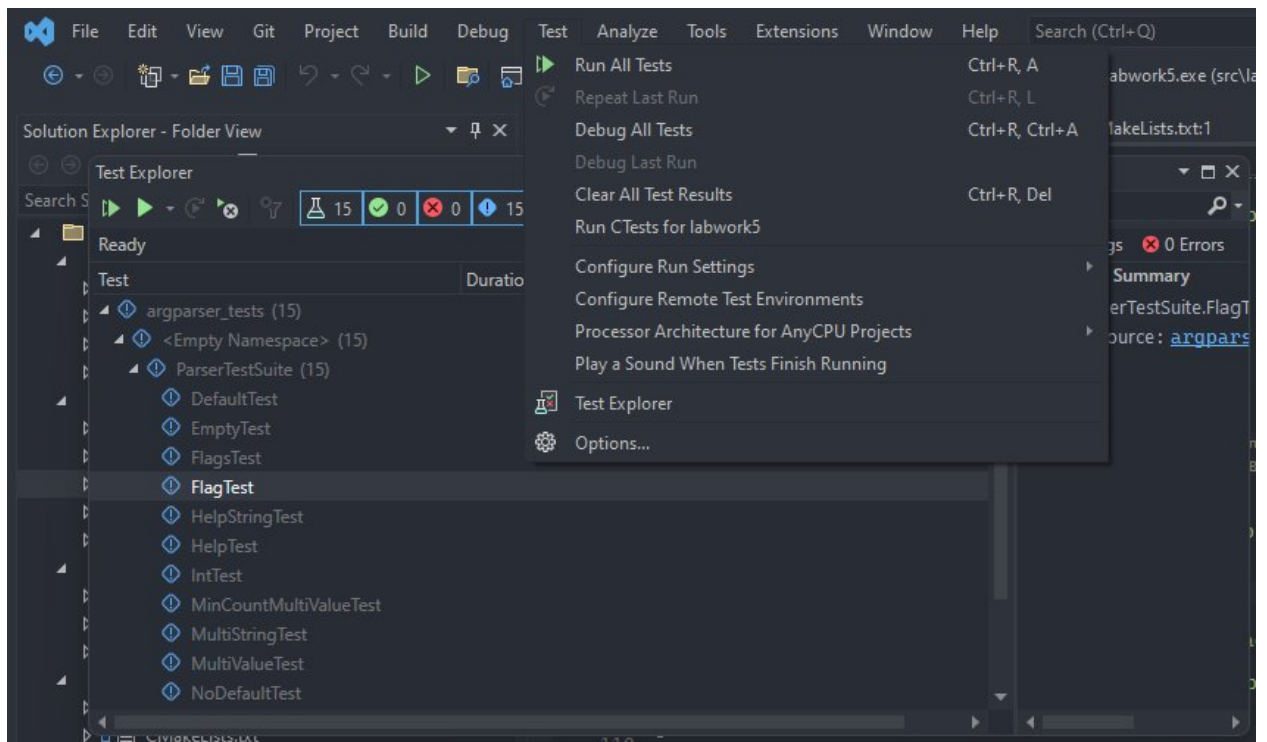 File Edit View Git Project Build Debug Test Analyze Tools Extensions Window Help Search (Ctrl+Q)
Run All Tests Ctrl+R, A
abwork5.exe (src\la
Repeat Last Run Ctrl+R, L
Solution Explorer - Folder View
Debug All Tests Ctrl+R, Ctrl+A
MakeLists.txt:1
Debug Last Run
Test Explorer
Search S
Clear All Test Results Ctrl+R, Del
15 0 0 15
Run CTests for labwork5
Ready
gs 0 Errors
Configure Run Settings
Test Duratio
Summary
Configure Remote Test Environments
argparser_tests (15)
erTestSuite.FlagT
Processor Architecture for AnyCPU Projects
<Empty Namespace> (15)
ource: argpars
Play a Sound When Tests Finish Running
ParserTestSuite (15)
DefaultTest
Test Explorer
EmptyTest
Options...
FlagsTest
FlagTest
HelpStringTest
HelpTest
IntTest
MinCountMultiValueTest
MultiStringTest
MultiValueTest
NoDefaultTest
CMakeLists.txt